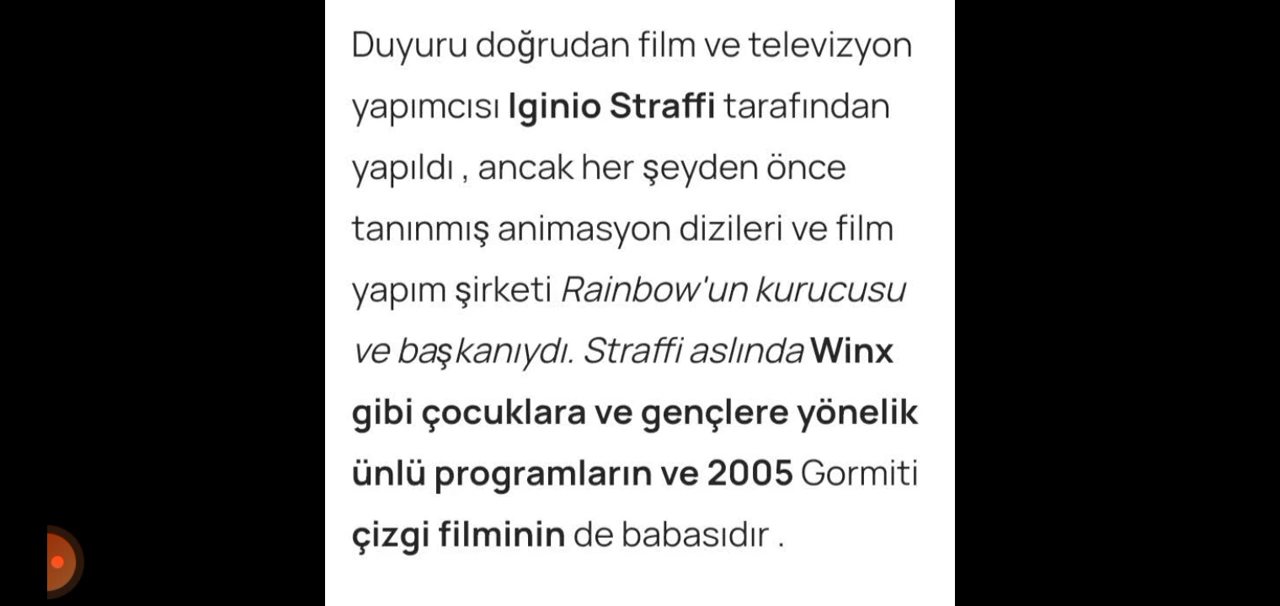 Duyuru doğrudan film ve televizyon
yapımcısı Iginio Straffi tarafından
yapıldı , ancak her şeyden önce
tanınmış animasyon dizileri ve film
yapım şirketi Rainbow'un kurucusu
ve başkanıydı. Straffi aslında Winx
gibi çocuklara ve gençlere yönelik
ünlü programların ve 2005 Gormiti
çizgi filminin de babasıdır .